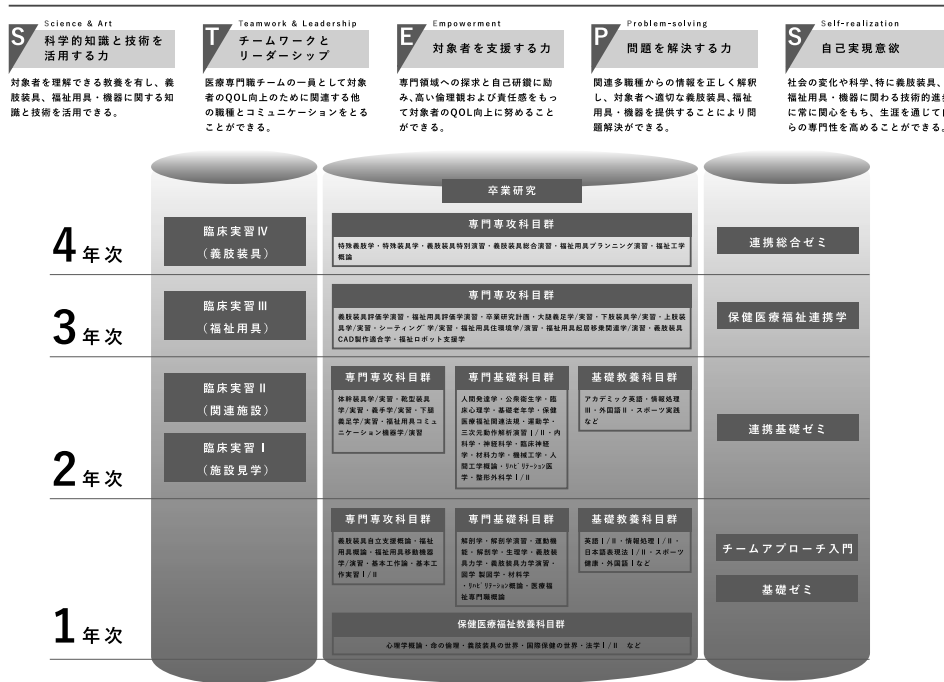 S
Science & Art
科学的知識と技術を
活用する力
対象者を理解できる教養を有し、義
肢装具、福祉用具・機器に関する知
識と技術を活用できる。
T
Teamwork & Leadership
チームワークと
リーダーシップ
医療専門職チームの一員として対象
者のQOL向上のために関連する他
の職種とコミュニケーションをとる
ことができる。
E
Empowerment
対象者を支援する力
専門領域への探求と自己研鑽に励
み、高い倫理観および責任感をもっ
て対象者のQOL向上に努めること
ができる。
P
Problem-solving
問題を解決する力
関連多職種からの情報を正しく解釈
し、対象者へ適切な義肢装具、福祉
用具・機器を提供することにより問
題解決ができる。
S
Self-realization
自己実現意欲
社会の変化や科学、特に義肢装具、
福祉用具・機器に関わる技術的進歩
に常に関心をもち、生涯を通じて自
らの専門性を高めることができる。
卒業研究
4年次
臨床実習Ⅳ
(義肢装具)
専門専攻科目群
特殊義肢学・特殊装具学・義肢装具特別演習・義肢装具総合演習・福祉用具プランニング演習・福祉工学
概論
連携総合ゼミ
3年次
臨床実習Ⅲ
(福祉用具)
専門専攻科目群
義肢装具評価学演習・福祉用具評価学演習・卒業研究計画・大腿義足学/実習・下肢装具学/実習・上肢装
具学/実習・シーティング学/実習・福祉用具住環境学/演習・福祉用具起居移乗関連学/演習・義肢装具
CAD製作適合学・福祉ロボット支援学
保健医療福祉連携学
2年次
臨床実習Ⅱ
(関連施設)
臨床実習Ⅰ
(施設見学)
専門専攻科目群
体幹装具学/実習・靴型装具
学/実習・義手学/実習・下腿
義足学/実習・福祉用具コミュ
ニケーション機器学/演習
専門基礎科目群
人間発達学・公衆衛生学・臨
床心理学・基礎老年学・保健
医療福祉関連法規・運動学・
三次元動作解析演習Ⅰ/Ⅱ・内
科学・神経科学・臨床神経
学・材料力学・機械工学・人
間工学概論・リハビリテーション医
学・整形外科学Ⅰ/Ⅱ
基礎教養科目群
アカデミック英語・情報処理
Ⅲ・外国語Ⅱ・スポーツ実践
など
連携基礎ゼミ
1年次
専門専攻科目群
義肢装具自立支援概論・福祉
用具概論・福祉用具移動機器
学/演習・基本工作論・基本工
作実習Ⅰ/Ⅱ
専門基礎科目群
解剖学・解剖学演習・運動機
能・解剖学・生理学・義肢装
具力学・義肢装具力学演習・
図学 製図学・材料学
・リハビリテーション概論・医療福
祉専門職概論
基礎教養科目群
英語Ⅰ/Ⅱ・情報処理Ⅰ/Ⅱ・
日本語表現法Ⅰ/Ⅱ・スポーツ
健康・外国語Ⅰなど
チームアプローチ入門
基礎ゼミ
保健医療福祉教養科目群
心理学概論・命の倫理・義肢装具の世界・国際保健の世界・法学Ⅰ/Ⅱ など